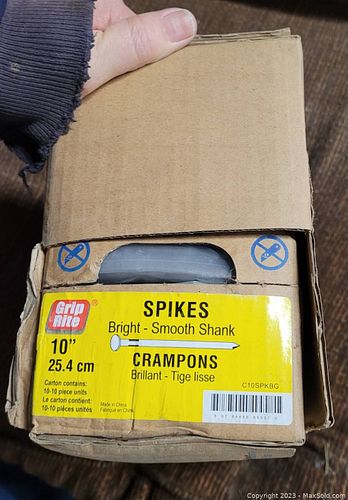 Grip Rite®
SPIKES
Bright - Smooth Shank
10"
25.4 cm
CRAMPONS
Brillant - Tige lisse
Carton contains:
10-10 piece units
Le carton contient:
10-10 pièces unités
Made in China
Fabriqué en Chine
C10SPKBG
Copyright ©2023 - MaxSold.com